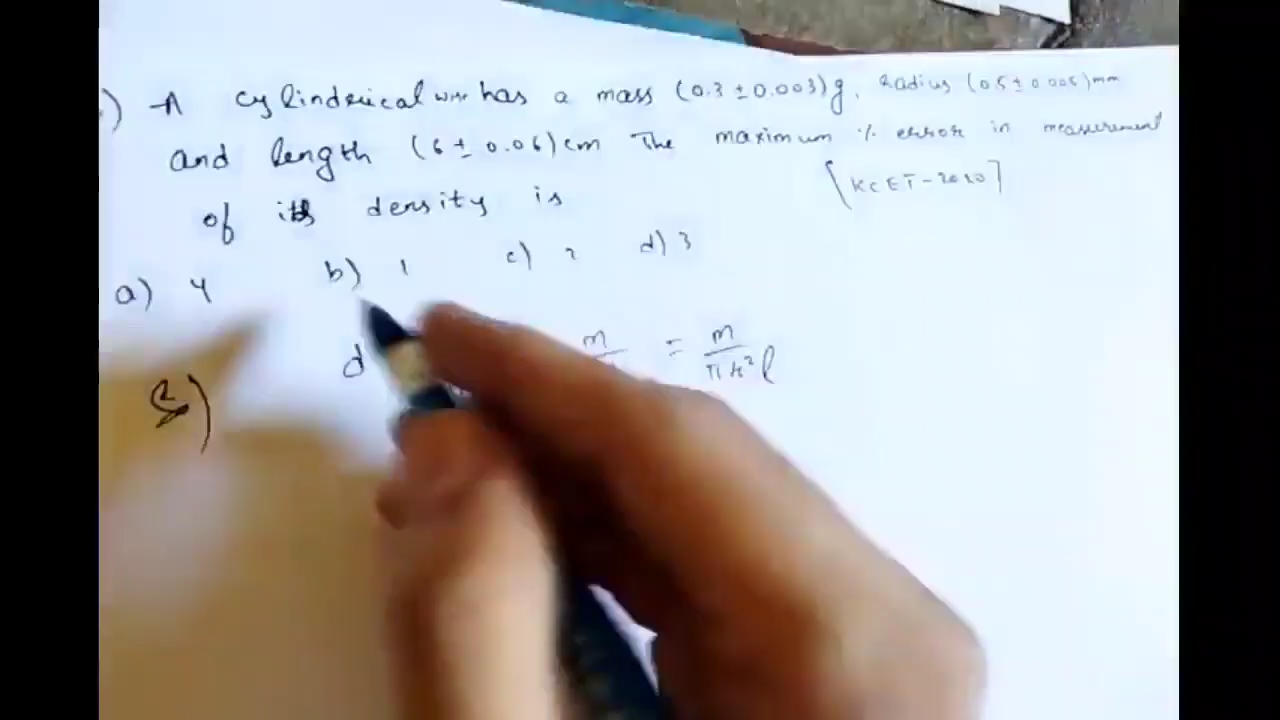 ) A cylindrical wire has a mass (0.3 ± 0.003)g, radius (0.5 ± 0.005)mm
and length (6 ± 0.06)cm The maximum % error in measurement
of its density is [KCET-2020]
a) 4 b) 1 c) 2 d) 3
S) d m = m/πr²l